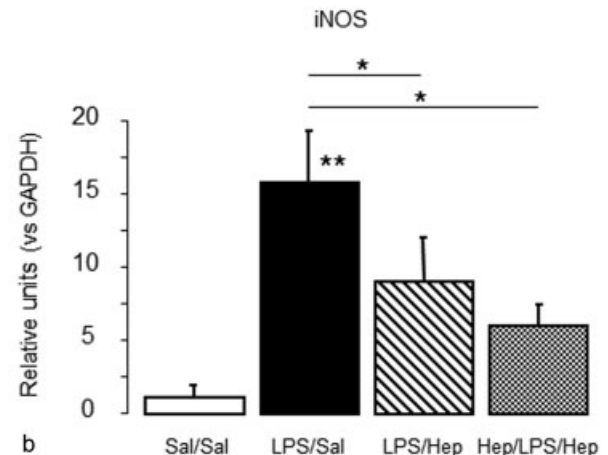 iNOS
*
*
**
Relative units (vs GAPDH)
20
15
10
5
0
b
Sal/Sal LPS/Sal LPS/Hep Hep/LPS/Hep